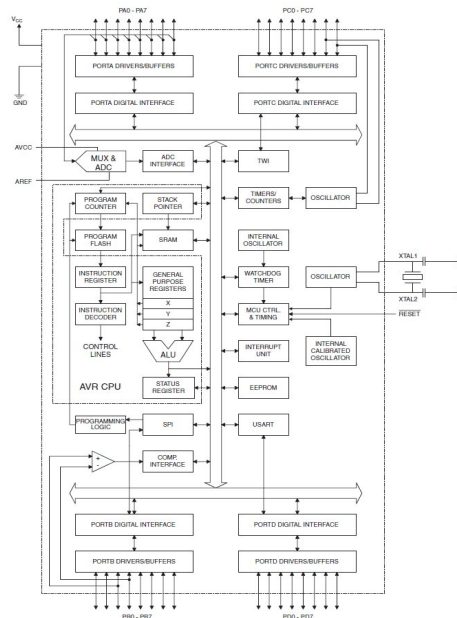 PA0 - PA7
PC0 - PC7
VCC
GND
PORTA DRIVERS/BUFFERS
PORTC DRIVERS/BUFFERS
PORTA DIGITAL INTERFACE
PORTC DIGITAL INTERFACE
AVCC
AREF
MUX &
ADC
ADC
INTERFACE
TWI
PROGRAM
COUNTER
STACK
POINTER
TIMERS/
COUNTERS
OSCILLATOR
PROGRAM
FLASH
SRAM
INTERNAL
OSCILLATOR
XTAL1
INSTRUCTION
REGISTER
GENERAL
PURPOSE
REGISTERS
X
Y
Z
WATCHDOG
TIMER
OSCILLATOR
XTAL2
RESET
INSTRUCTION
DECODER
MCU CTRL.
& TIMING
CONTROL
LINES
ALU
INTERRUPT
UNIT
INTERNAL
CALIBRATED
OSCILLATOR
AVR CPU
STATUS
REGISTER
EEPROM
PROGRAMMING
LOGIC
SPI
USART
+
-
COMP.
INTERFACE
PORTB DIGITAL INTERFACE
PORTD DIGITAL INTERFACE
PORTB DRIVERS/BUFFERS
PORTD DRIVERS/BUFFERS
PB0 - PB7
PD0 - PD7